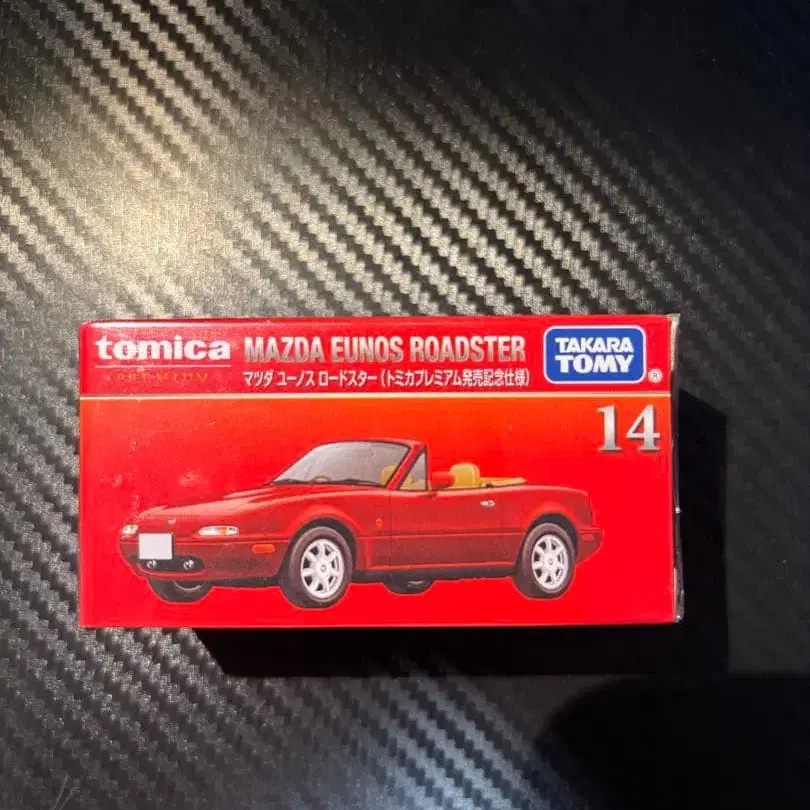 tomica
PREMIUM
MAZDA EUNOS ROADSTER
マツダ ユーノス ロードスター(トミカプレミアム発売記念仕様)
TAKARA
TOMY
®
14